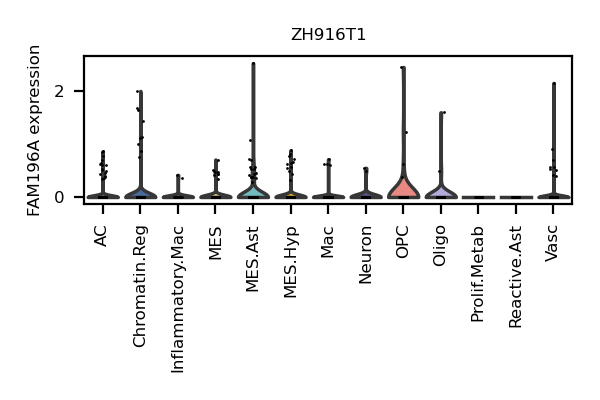 ZH916T1
FAM196A expression
2
0
AC
Chromatin.Reg
Inflammatory.Mac
MES
MES.Ast
MES.Hyp
Mac
Neuron
OPC
Oligo
Prolif.Metab
Reactive.Ast
Vasc